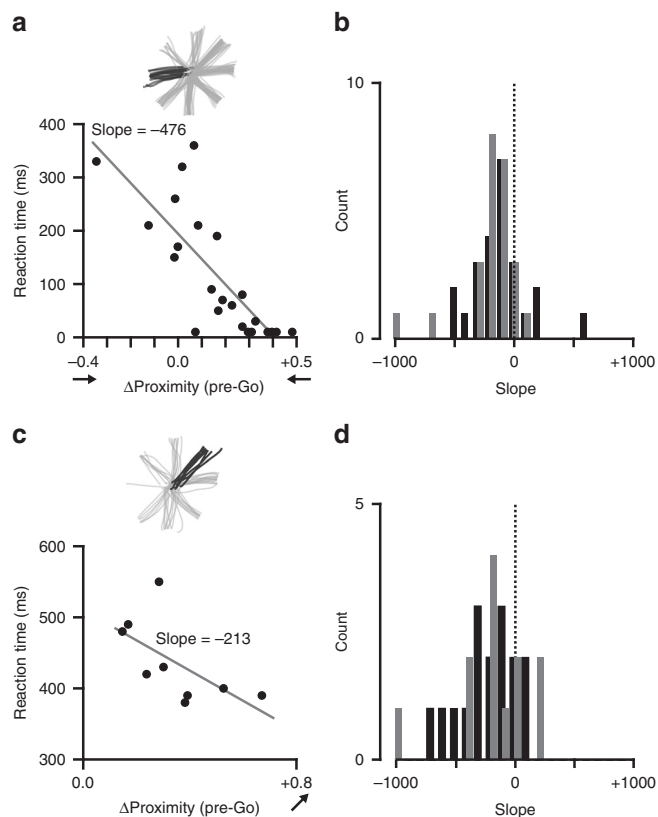 a
Slope = –476
400
300
200
100
0
Reaction time (ms)
–0.4
0.0
+0.5
ΔProximity (pre-Go)
b
10
0
Count
–1000
0
+1000
Slope
c
600
500
400
300
Reaction time (ms)
Slope = –213
0.0
+0.8
ΔProximity (pre-Go)
d
5
0
Count
–1000
0
+1000
Slope